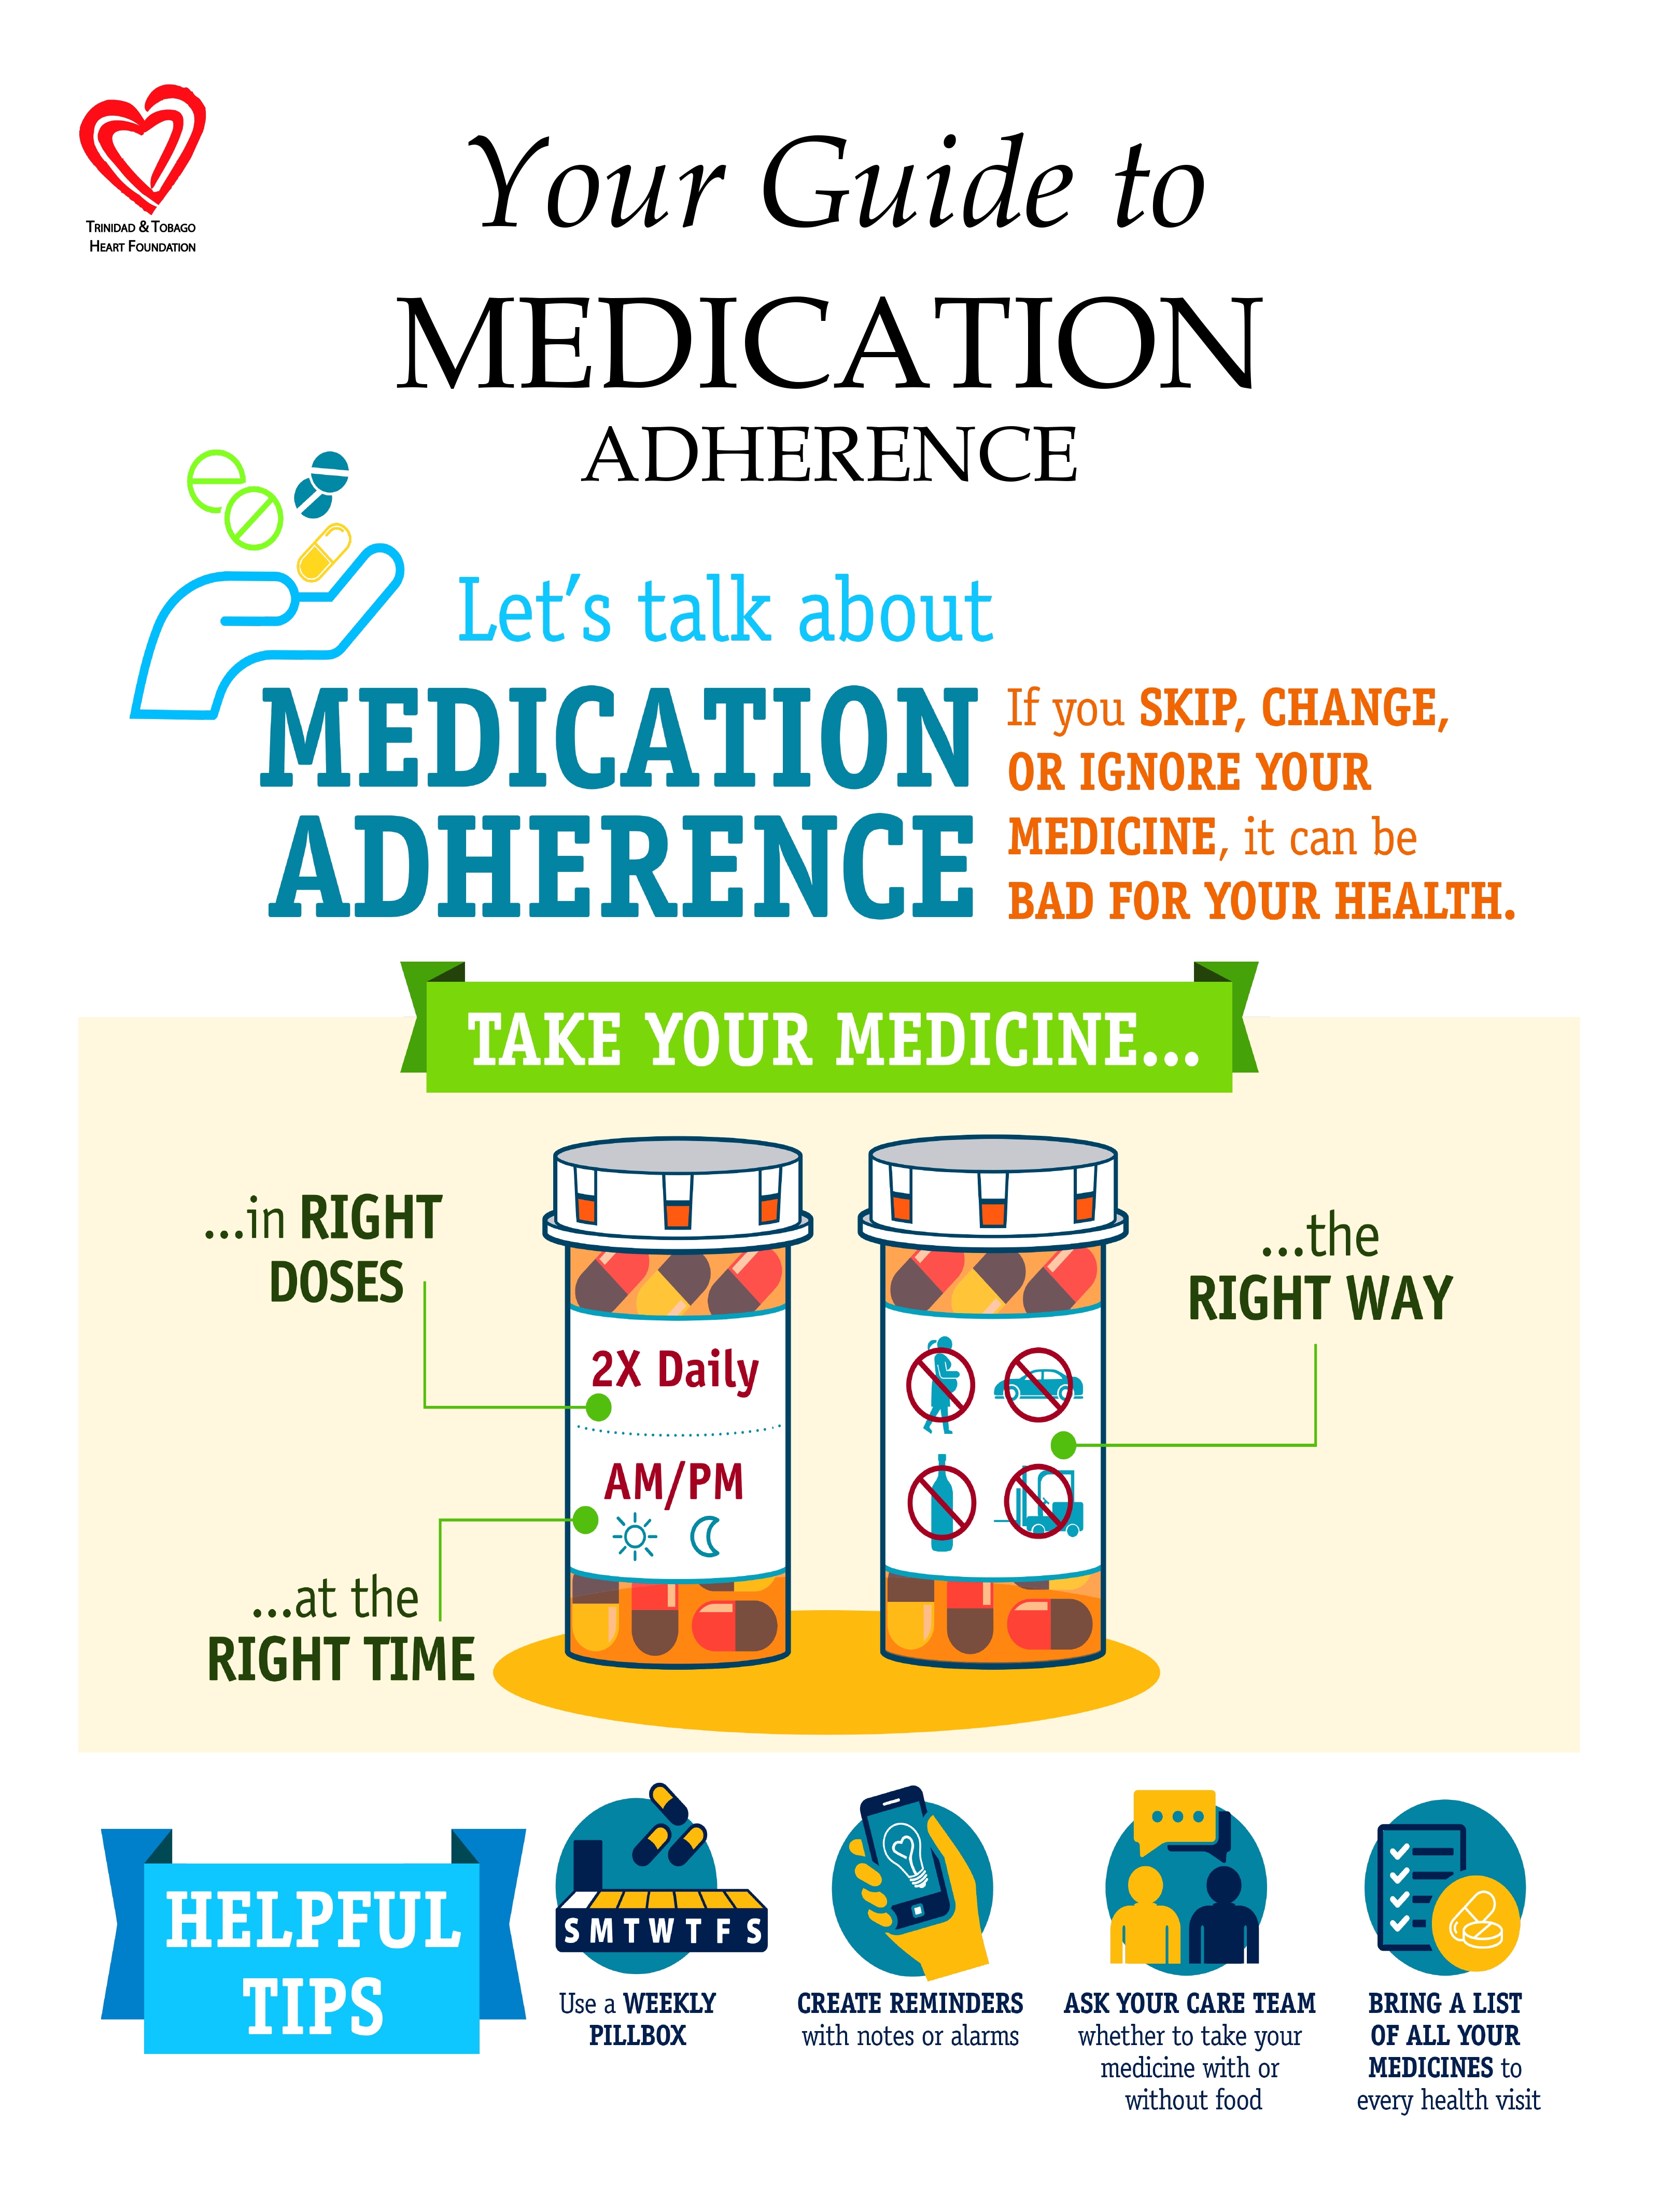 TRINIDAD & TOBAGO
HEART FOUNDATION
Your Guide to
MEDICATION
ADHERENCE
Let's talk about
MEDICATION
ADHERENCE
If you SKIP, CHANGE,
OR IGNORE YOUR
MEDICINE, it can be
BAD FOR YOUR HEALTH.
TAKE YOUR MEDICINE...
...in RIGHT
DOSES
2X Daily
AM/PM
...at the
RIGHT TIME
...the
RIGHT WAY
HELPFUL
TIPS
S M T W T F S
Use a WEEKLY
PILLBOX
CREATE REMINDERS
with notes or alarms
ASK YOUR CARE TEAM
whether to take your
medicine with or
without food
BRING A LIST
OF ALL YOUR
MEDICINES to
every health visit